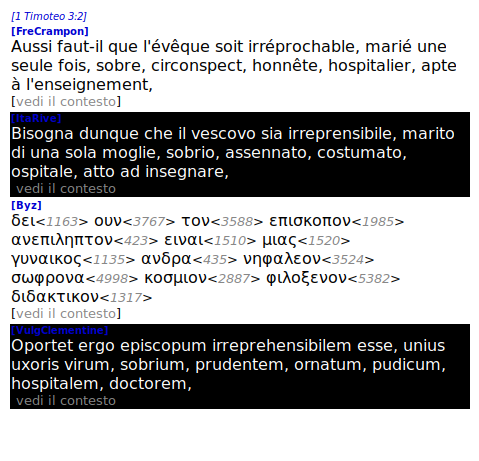 [1 Timoteo 3:2]
[FreCrampon]
Aussi faut-il que l'évêque soit irréprochable, marié une
seule fois, sobre, circonspect, honnête, hospitalier, apte
à l'enseignement,
[vedi il contesto]
[ItaRive]
Bisogna dunque che il vescovo sia irreprensibile, marito
di una sola moglie, sobrio, assennato, costumato,
ospitale, atto ad insegnare,
vedi il contesto
[Byz]
δει<1163> ουν<3767> τον<3588> επισκοπον<1985>
ανεπιληπτον<423> ειναι<1510> μιας<1520>
γυναικος<1135> ανδρα<435> νηφαλεον<3524>
σωφρονα<4998> κοσμιον<2887> φιλοξενον<5382>
διδακτικον<1317>
[vedi il contesto]
[VulgClementine]
Oportet ergo episcopum irreprehensibilem esse, unius
uxoris virum, sobrium, prudentem, ornatum, pudicum,
hospitalem, doctorem,
vedi il contesto